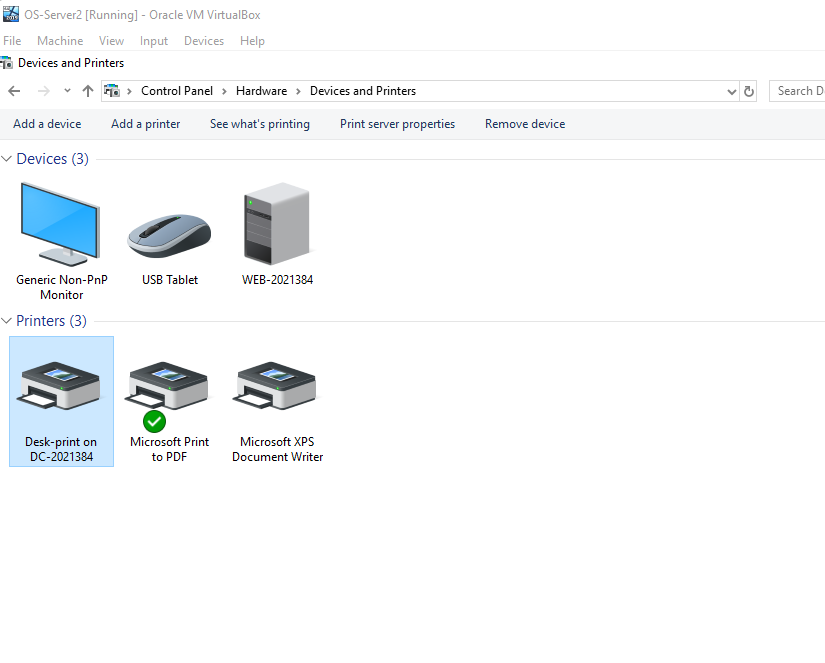 OS-Server2 [Running] - Oracle VM VirtualBox
File Machine View Input Devices Help
Devices and Printers
Control Panel > Hardware > Devices and Printers
Search D
Add a device Add a printer See what's printing Print server properties Remove device
Devices (3)
Generic Non-PnP
Monitor
USB Tablet
WEB-2021384
Printers (3)
Desk-print on
DC-2021384
Microsoft Print
to PDF
Microsoft XPS
Document Writer